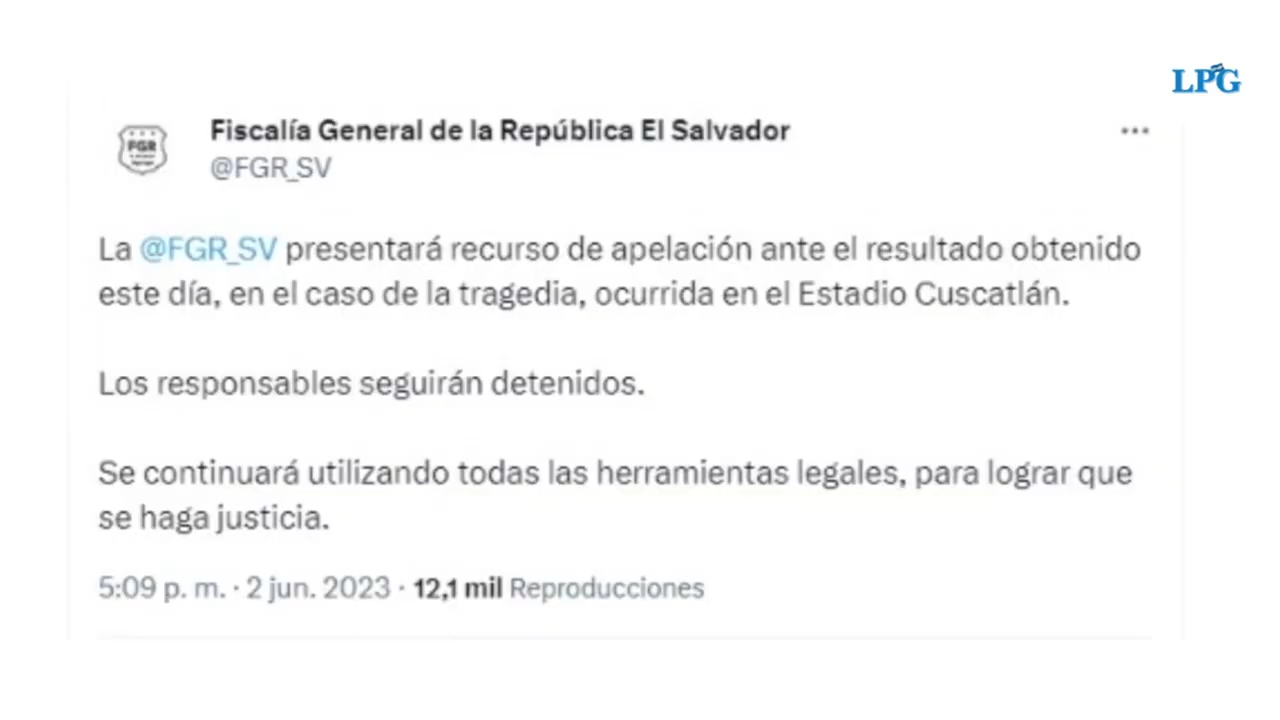 LPG
Fiscalía General de la República El Salvador
FGR
@FGR_SV
La @FGR_SV presentará recurso de apelación ante el resultado obtenido
este día, en el caso de la tragedia, ocurrida en el Estadio Cuscatlán.
Los responsables seguirán detenidos.
Se continuará utilizando todas las herramientas legales, para lograr que
se haga justicia.
5:09 p. m. · 2 jun. 2023 · 12,1 mil Reproducciones